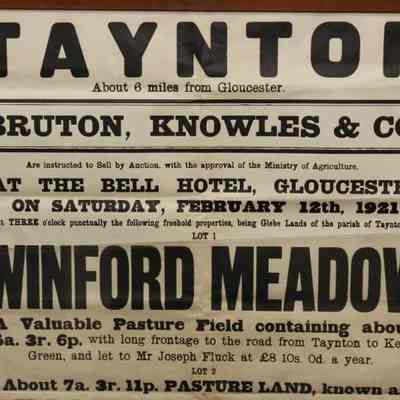 TAYNTON
About 6 miles from Gloucester.
BRUTON, KNOWLES & CO
Are instructed to Sell by Auction, with the approval of the Ministry of Agriculture,
AT THE BELL HOTEL, GLOUCESTE
ON SATURDAY, FEBRUARY 12th, 1921
THREE o'clock punctually the following freehold properties, being Glebe Lands of the parish of Taynto
LOT 1
WINFORD MEADOW
A Valuable Pasture Field containing abou
5a. 3r. 6p. with long frontage to the road from Taynton to Ke
Green, and let to Mr Joseph Fluck at £8 10s. 0d. a year.
LOT 2
About 7a. 3r. 11p. PASTURE LAND, known a